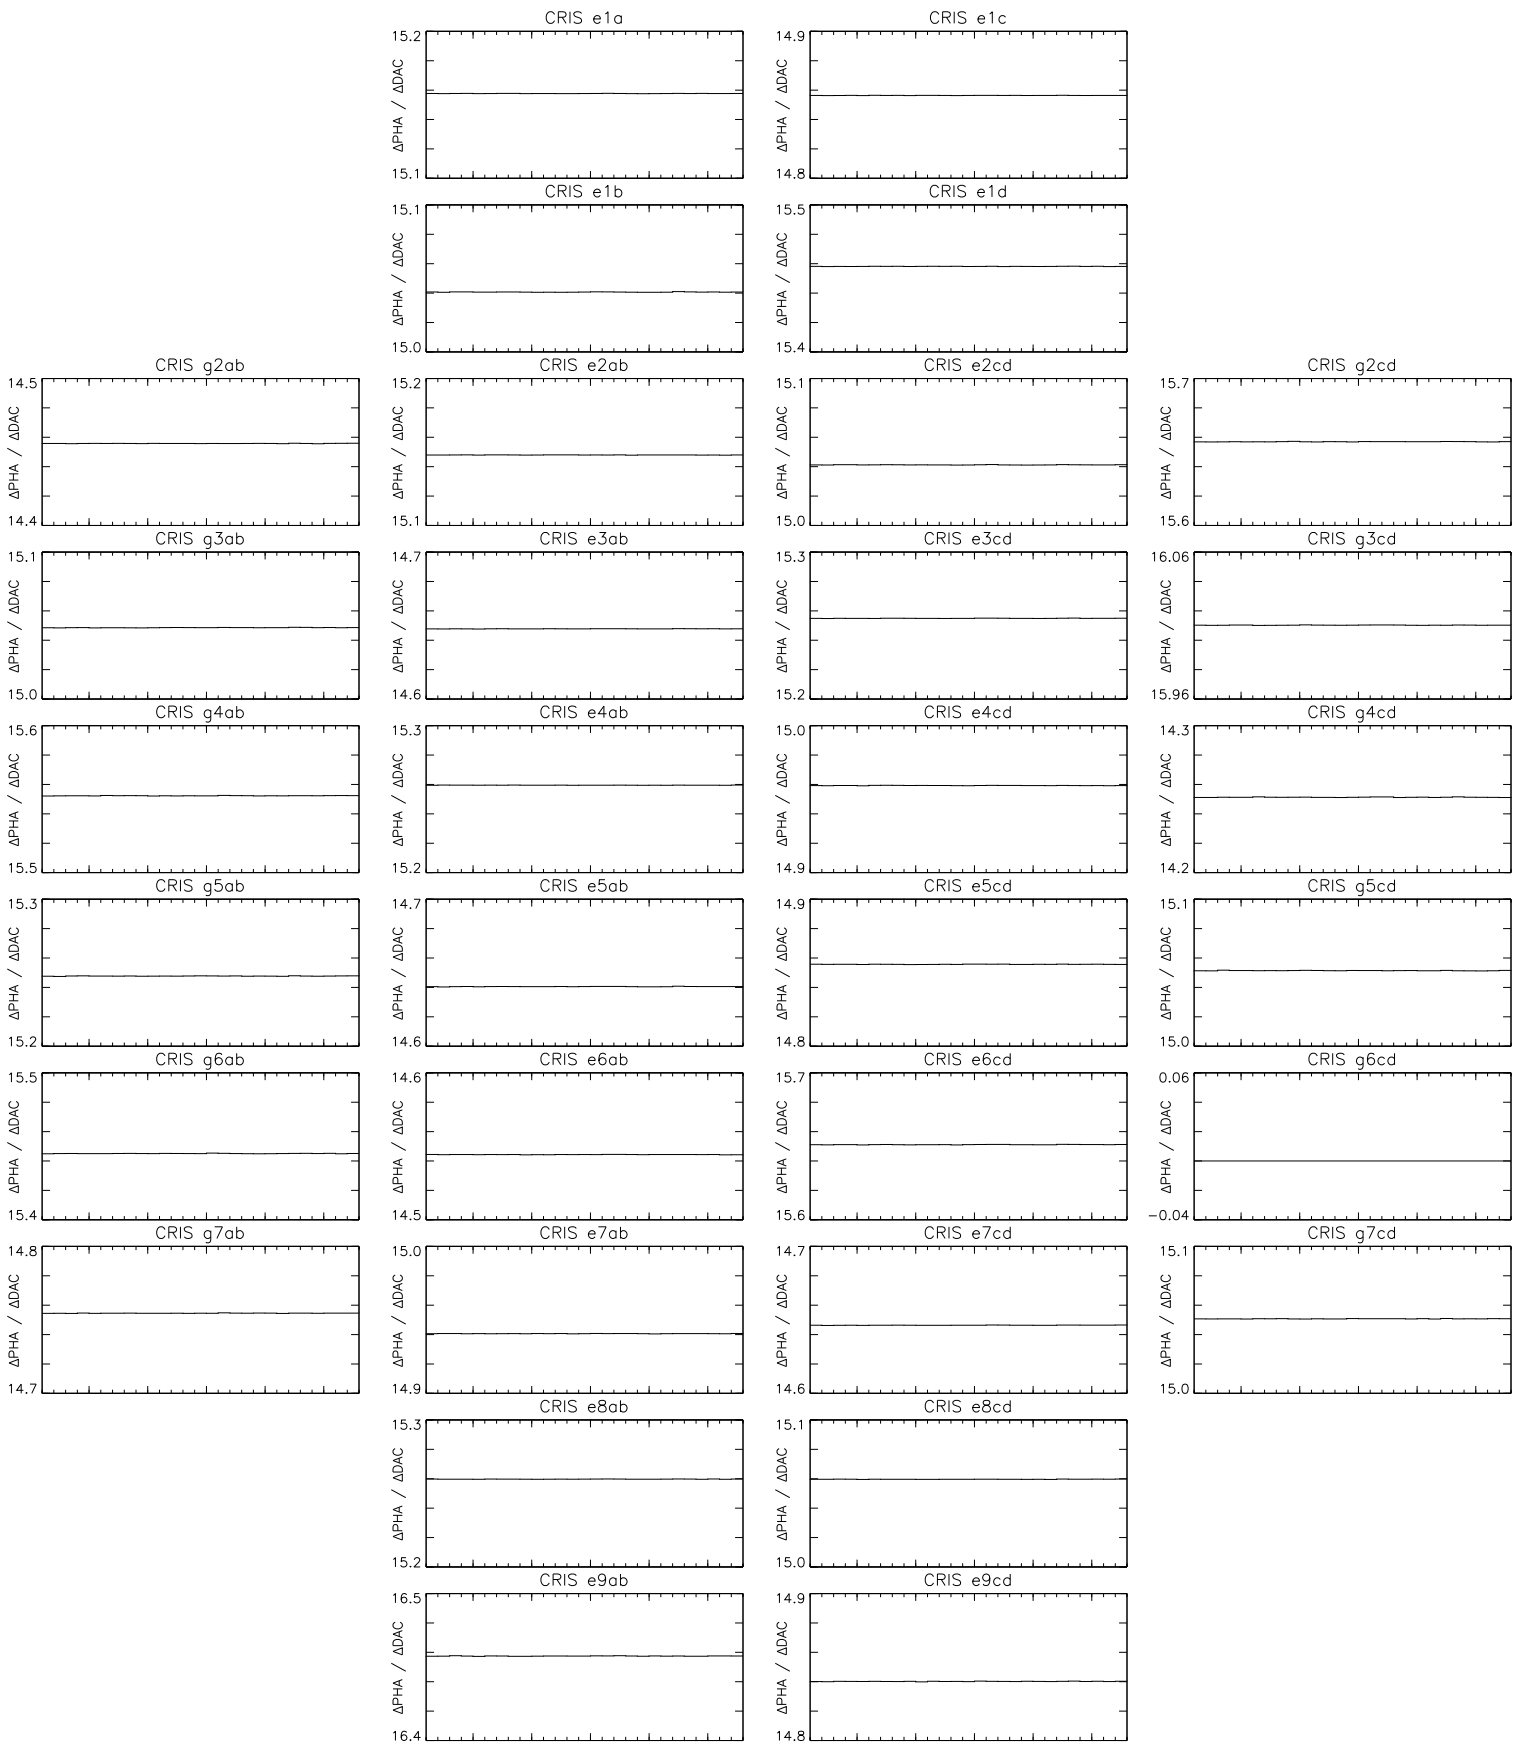 CRIS e1a
15.2
ΔPHA / ΔDAC
15.1
CRIS e1c
14.9
ΔPHA / ΔDAC
14.8
CRIS e1b
15.1
ΔPHA / ΔDAC
15.0
CRIS e1d
15.5
ΔPHA / ΔDAC
15.4
CRIS g2ab
14.5
ΔPHA / ΔDAC
14.4
CRIS e2ab
15.2
ΔPHA / ΔDAC
15.1
CRIS e2cd
15.1
ΔPHA / ΔDAC
15.0
CRIS g2cd
15.7
ΔPHA / ΔDAC
15.6
CRIS g3ab
15.1
ΔPHA / ΔDAC
15.0
CRIS e3ab
14.7
ΔPHA / ΔDAC
14.6
CRIS e3cd
15.3
ΔPHA / ΔDAC
15.2
CRIS g3cd
16.06
ΔPHA / ΔDAC
15.96
CRIS g4ab
15.6
ΔPHA / ΔDAC
15.5
CRIS e4ab
15.3
ΔPHA / ΔDAC
15.2
CRIS e4cd
15.0
ΔPHA / ΔDAC
14.9
CRIS g4cd
14.3
ΔPHA / ΔDAC
14.2
CRIS g5ab
15.3
ΔPHA / ΔDAC
15.2
CRIS e5ab
14.7
ΔPHA / ΔDAC
14.6
CRIS e5cd
14.9
ΔPHA / ΔDAC
14.8
CRIS g5cd
15.1
ΔPHA / ΔDAC
15.0
CRIS g6ab
15.5
ΔPHA / ΔDAC
15.4
CRIS e6ab
14.6
ΔPHA / ΔDAC
14.5
CRIS e6cd
15.7
ΔPHA / ΔDAC
15.6
CRIS g6cd
0.06
ΔPHA / ΔDAC
−0.04
CRIS g7ab
14.8
ΔPHA / ΔDAC
14.7
CRIS e7ab
15.0
ΔPHA / ΔDAC
14.9
CRIS e7cd
14.7
ΔPHA / ΔDAC
14.6
CRIS g7cd
15.1
ΔPHA / ΔDAC
15.0
CRIS e8ab
15.3
ΔPHA / ΔDAC
15.2
CRIS e8cd
15.1
ΔPHA / ΔDAC
15.0
CRIS e9ab
16.5
ΔPHA / ΔDAC
16.4
CRIS e9cd
14.9
ΔPHA / ΔDAC
14.8